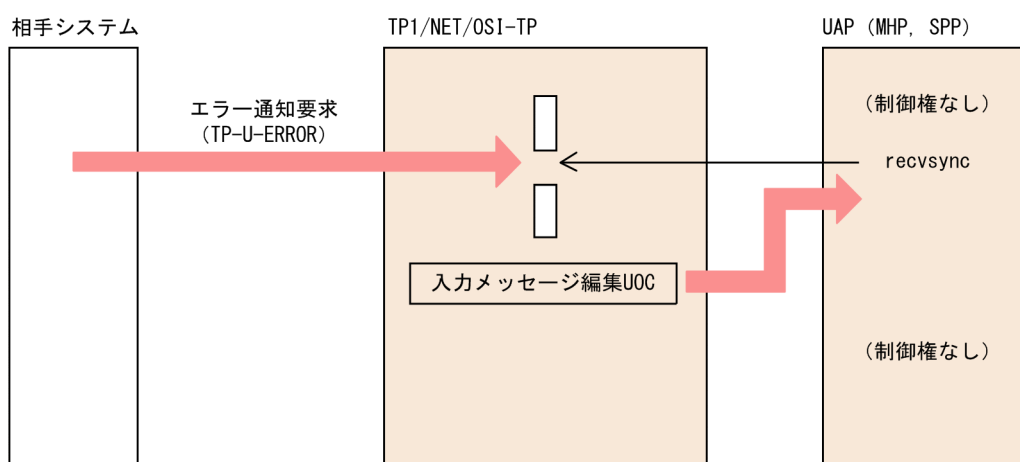 相手システム
TP1/NET/OSI-TP
UAP (MHP, SPP)
エラー通知要求
(TP-U-ERROR)
(制御権なし)
recvsync
入力メッセージ編集UOC
(制御権なし)